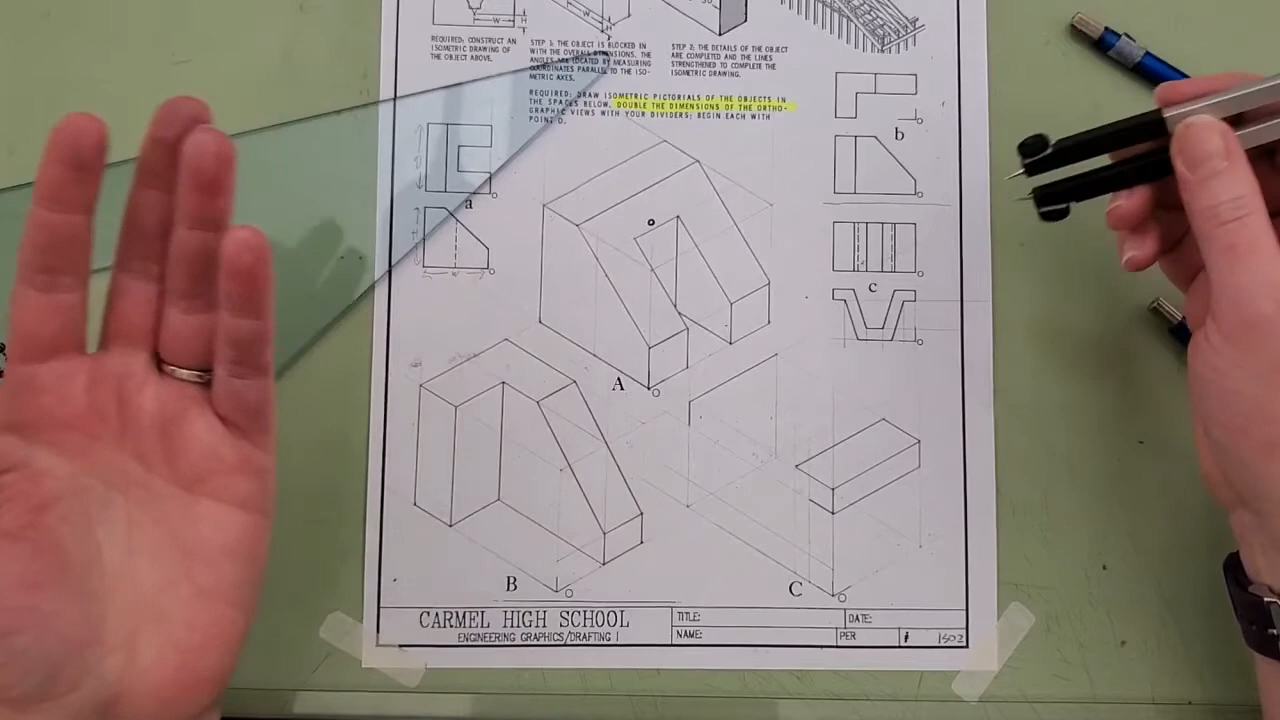 W
H
W
H
30°
REQUIRED: CONSTRUCT AN
ISOMETRIC DRAWING OF
THE OBJECT ABOVE.
STEP 1: THE OBJECT IS BLOCKED IN
WITH THE OVERALL DIMENSIONS. THE
ANGLES ARE LOCATED BY MEASURING
COORDINATES PARALLEL TO THE ISO-
METRIC AXES.
STEP 2: THE DETAILS OF THE OBJECT
ARE COMPLETED AND THE LINES
STRENGTHENED TO COMPLETE THE
ISOMETRIC DRAWING.
REQUIRED: DRAW ISOMETRIC PICTORIALS OF THE OBJECTS IN
THE SPACES BELOW. DOUBLE THE DIMENSIONS OF THE ORTHO-
GRAPHIC VIEWS WITH YOUR DIVIDERS; BEGIN EACH WITH
POINT O.
O
b
O
a
O
O
O
c
O
A
O
B
O
C
O
CARMEL HIGH SCHOOL
ENGINEERING GRAPHICS/DRAFTING I
TITLE:
DATE:
NAME:
PER
# ISO2